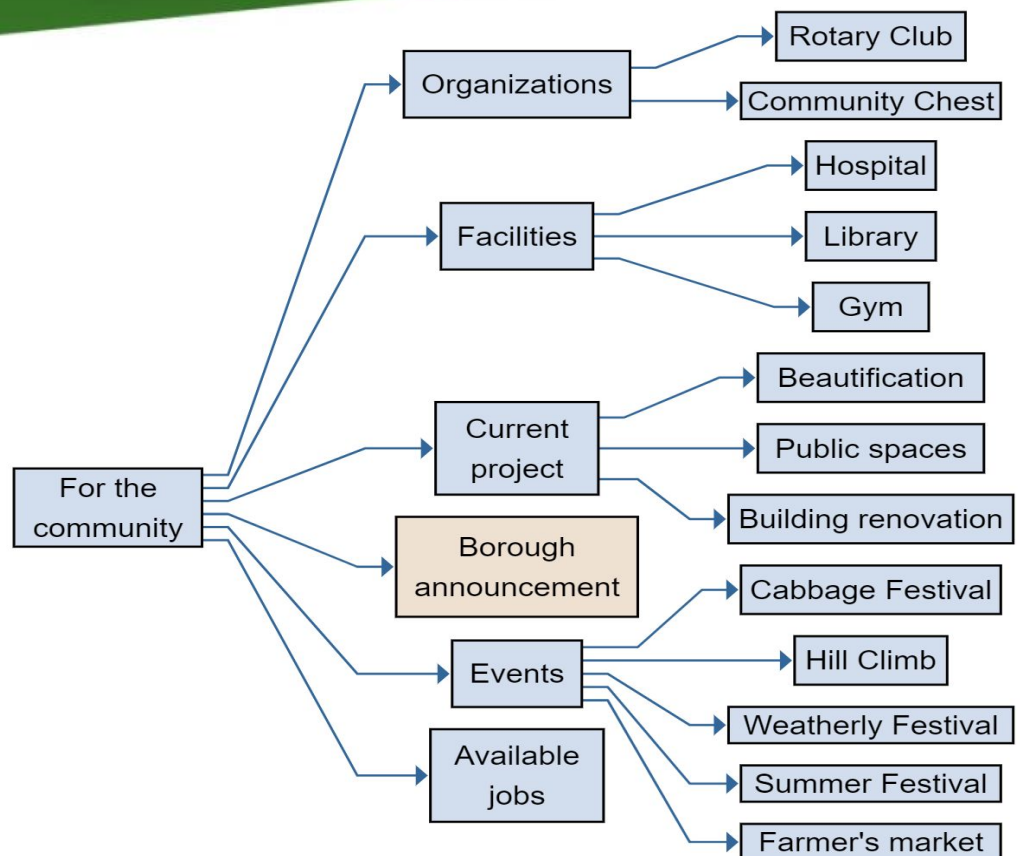 For the
community
Organizations
Rotary Club
Community Chest
Facilities
Hospital
Library
Gym
Current
project
Beautification
Public spaces
Building renovation
Borough
announcement
Events
Cabbage Festival
Hill Climb
Weatherly Festival
Summer Festival
Farmer's market
Available
jobs